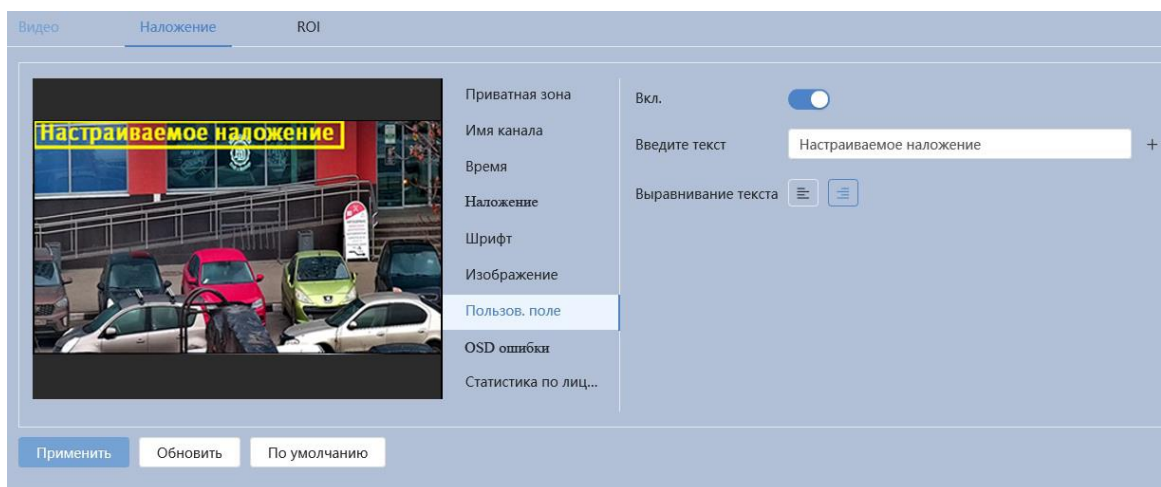 Видео Наложение ROI
Настраиваемое наложение
Приватная зона
Имя канала
Время
Наложение
Шрифт
Изображение
Пользов. поле
OSD ошибки
Статистика по лиц...
Вкл.
Введите текст Настраиваемое наложение +
Выравнивание текста
Применить Обновить По умолчанию